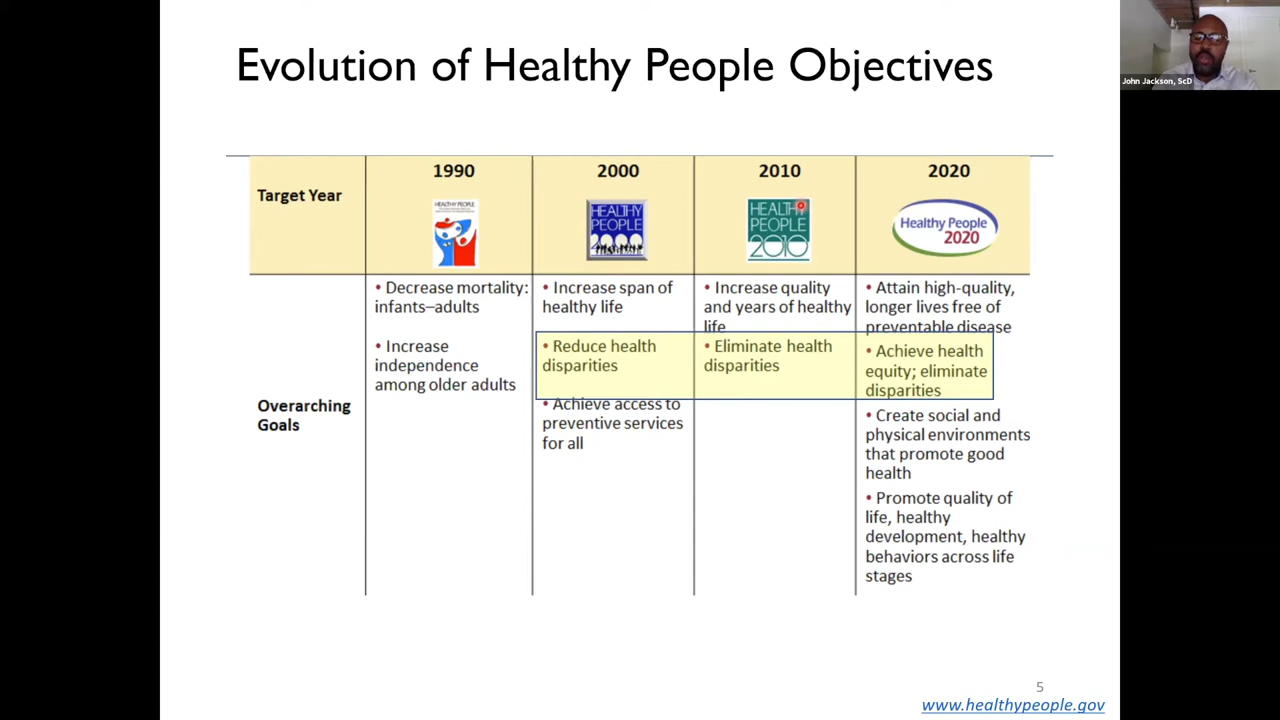 Evolution of Healthy People Objectives
John Jackson, ScD
Target Year
1990
2000
2010
2020
HEALTHY PEOPLE
HEALTHY
PEOPLE
2000
HEALTHY
PEOPLE
2010
Healthy People
2020
Overarching
Goals
• Decrease mortality:
infants–adults
• Increase
independence
among older adults
• Increase span of
healthy life
• Reduce health
disparities
• Achieve access to
preventive services
for all
• Increase quality
and years of healthy
life
• Eliminate health
disparities
• Attain high-quality,
longer lives free of
preventable disease
• Achieve health
equity; eliminate
disparities
• Create social and
physical environments
that promote good
health
• Promote quality of
life, healthy
development, healthy
behaviors across life
stages
5
www.healthypeople.gov